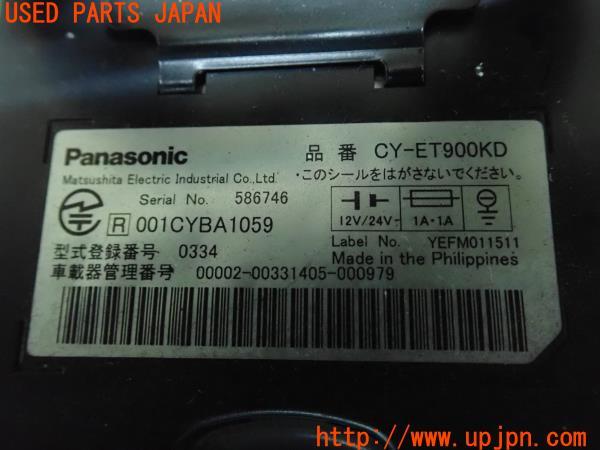 USED PARTS JAPAN
Panasonic 品番 CY-ET900KD
Matsushita Electric Industrial Co.,Ltd. ・このシールをはがさないでください。
Serial No. 586746
R 001CYBA1059 12V/24V⎓ 1A・1A
型式登録番号 0334 Label No. YEFM011511
車載器管理番号 00002-00331405-000979 Made in the Philippines
http://www.upjpn.com